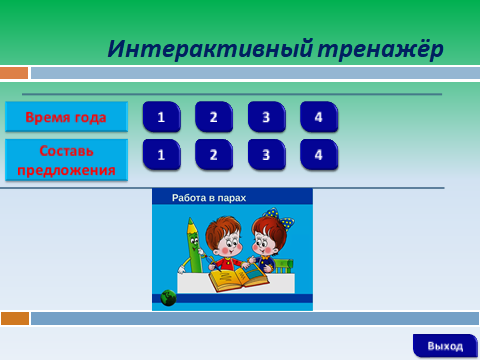 Интерактивный тренажёр
Время года 1 2 3 4
Составь
предложения 1 2 3 4
Работа в парах
Выход